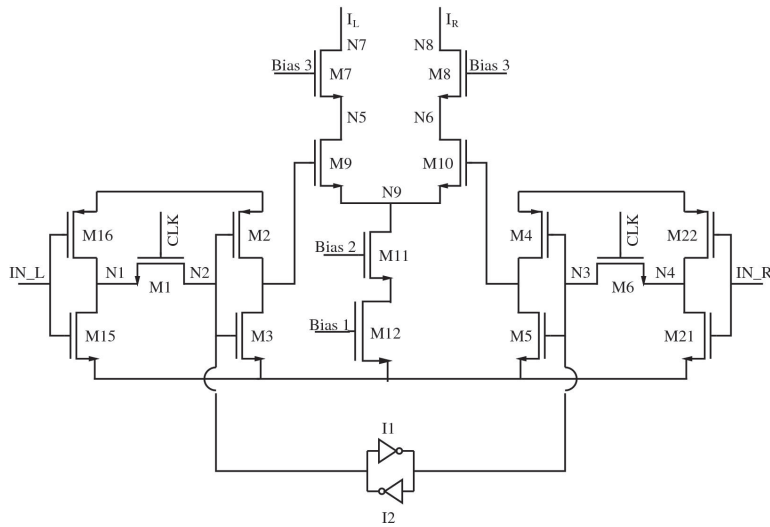 I_L I_R
N7 N8
Bias 3 M7 M8 Bias 3
N5 N6
M9 M10
N9
M16 CLK M2 M4 CLK M22
Bias 2 M11
IN_L N1 N2 N3 N4 IN_R
M1 M6
Bias 1 M12
M15 M3 M5 M21
I1
I2